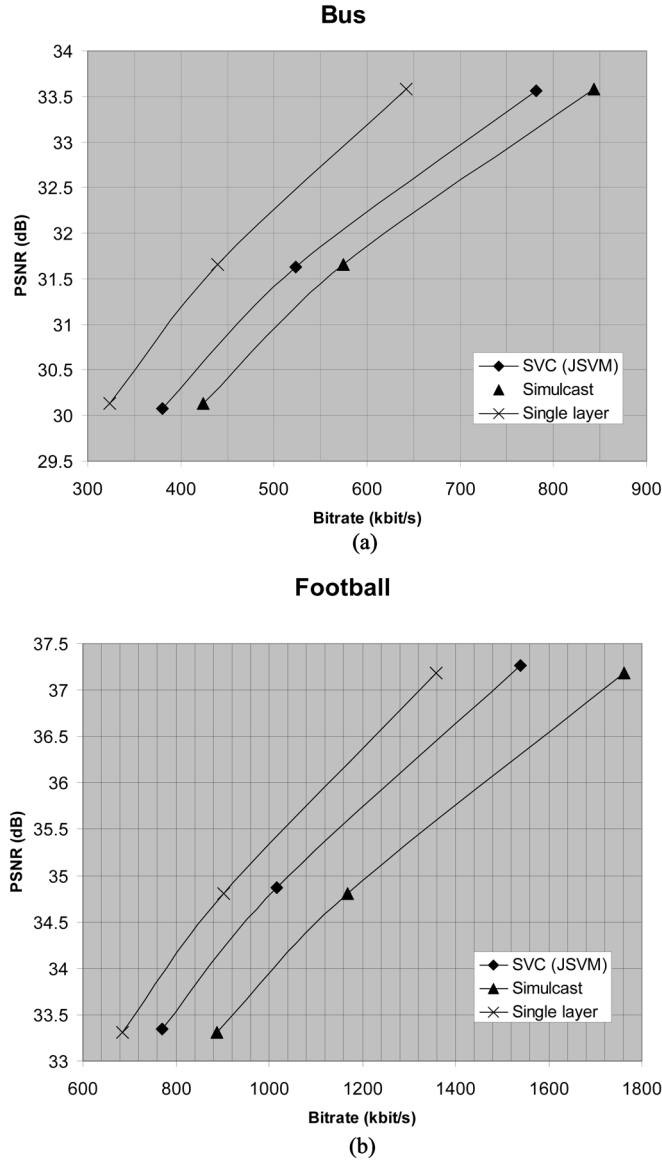 Bus
34
33.5
33
32.5
32
31.5
31
30.5
30
29.5
PSNR (dB)
SVC (JSVM)
Simulcast
Single layer
300 400 500 600 700 800 900
Bitrate (kbit/s)
(a)
Football
37.5
37
36.5
36
35.5
35
34.5
34
33.5
33
PSNR (dB)
SVC (JSVM)
Simulcast
Single layer
600 800 1000 1200 1400 1600 1800
Bitrate (kbit/s)
(b)